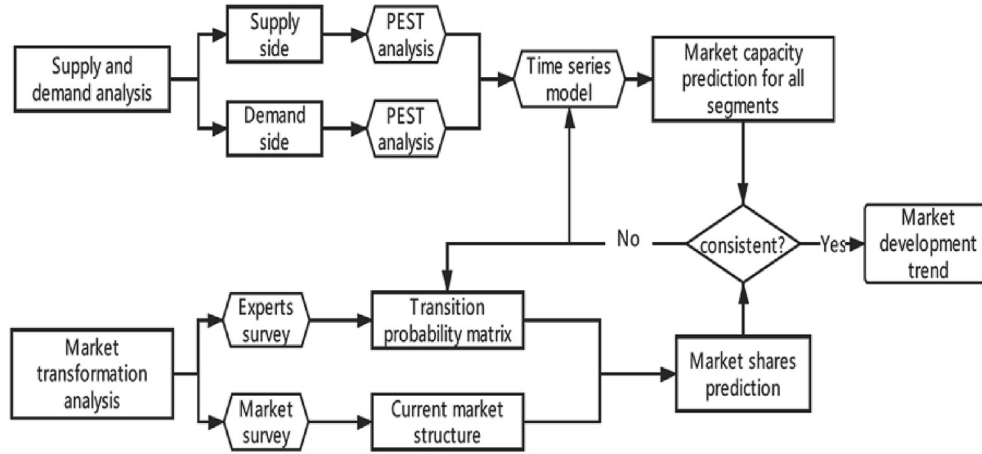 Supply and
demand analysis
Supply
side
PEST
analysis
Demand
side
PEST
analysis
Time series
model
Market capacity
prediction for all
segments
No
consistent?
Yes
Market
development
trend
Experts
survey
Transition
probability matrix
Market
transformation
analysis
Market
survey
Current market
structure
Market shares
prediction